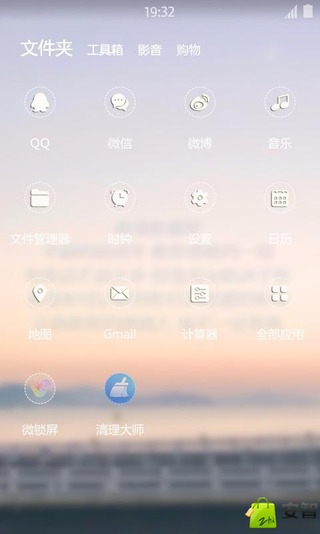 19:32
文件夹 工具箱 影音 购物
QQ 微信 微博 音乐
文件管理器 时钟 设置 日历
地图 Gmail 计算器 全部应用
微锁屏 清理大师
安智